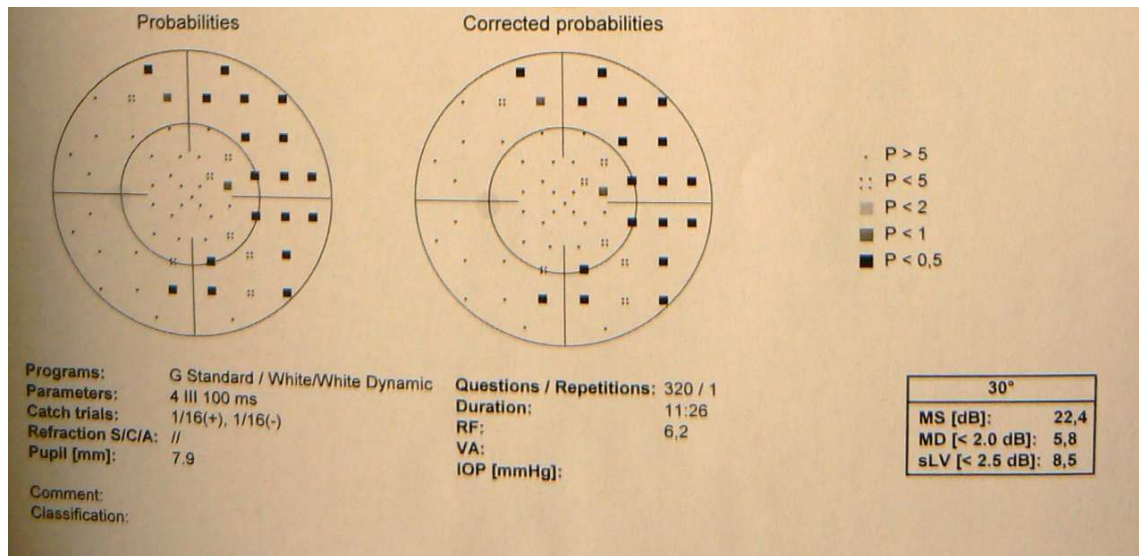 Probabilities
Corrected probabilities
P > 5
P < 5
P < 2
P < 1
P < 0,5
Programs: G Standard / White/White Dynamic
Parameters: 4 III 100 ms
Catch trials: 1/16(+), 1/16(-)
Refraction S/C/A: //
Pupil [mm]: 7.9
Comment:
Classification:
Questions / Repetitions: 320 / 1
Duration: 11:26
RF: 6,2
VA:
IOP [mmHg]:
30°
MS [dB]: 22,4
MD [< 2.0 dB]: 5,8
sLV [< 2.5 dB]: 8,5